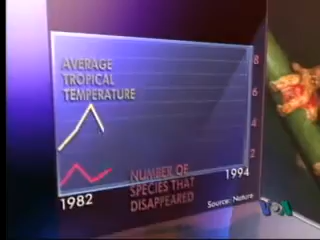 AVERAGE
TROPICAL
TEMPERATURE
8
6
4
2
NUMBER OF
SPECIES THAT
DISAPPEARED
1982
1994
Source: Nature
VOA